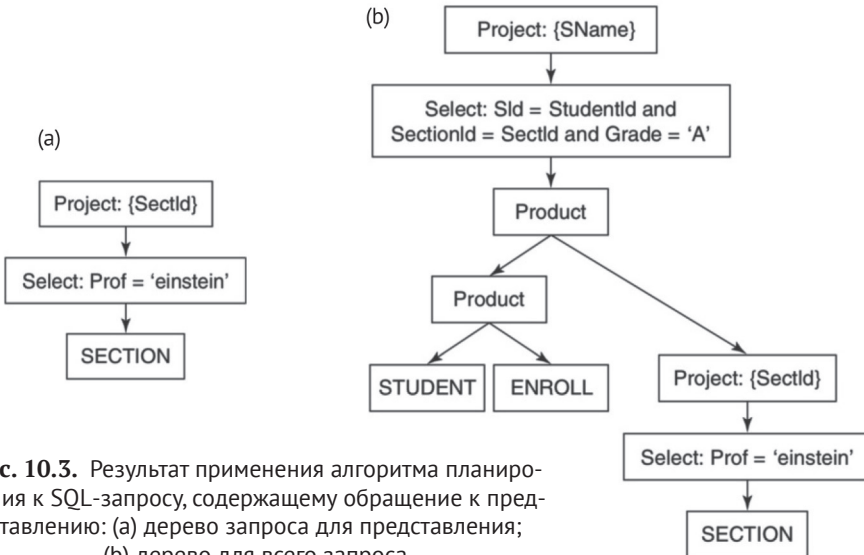 (a)
Project: {SectId}
Select: Prof = ‘einstein’
SECTION
(b)
Project: {SName}
Select: SId = StudentId and
SectionId = SectId and Grade = ‘A’
Product
Product
STUDENT
ENROLL
Project: {SectId}
Select: Prof = ‘einstein’
SECTION
с. 10.3. Результат применения алгоритма планиро-
ния к SQL-запросу, содержащему обращение к пред-
тавлению: (a) дерево запроса для представления;
(b) дерево для всего запроса